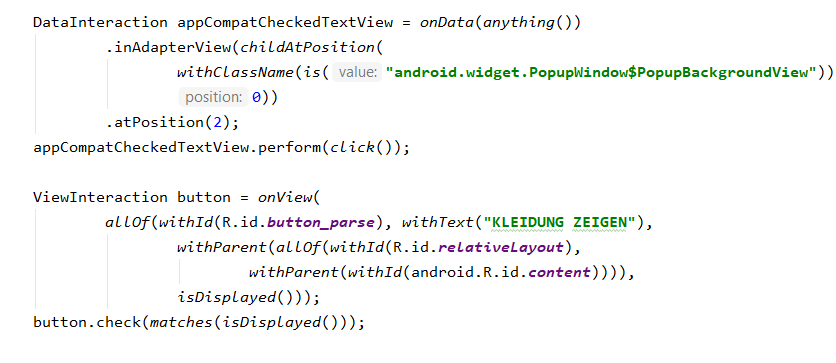 DataInteraction appCompatCheckedTextView = onData(anything())
.inAdapterView(childAtPosition(
withClassName(is( value: "android.widget.PopupWindow$PopupBackgroundView"))
position: 0))
.atPosition(2);
appCompatCheckedTextView.perform(click());
ViewInteraction button = onView(
allOf(withId(R.id.button_parse), withText("KLEIDUNG ZEIGEN"),
withParent(allOf(withId(R.id.relativeLayout),
withParent(withId(android.R.id.content)))),
isDisplayed()));
button.check(matches(isDisplayed()));